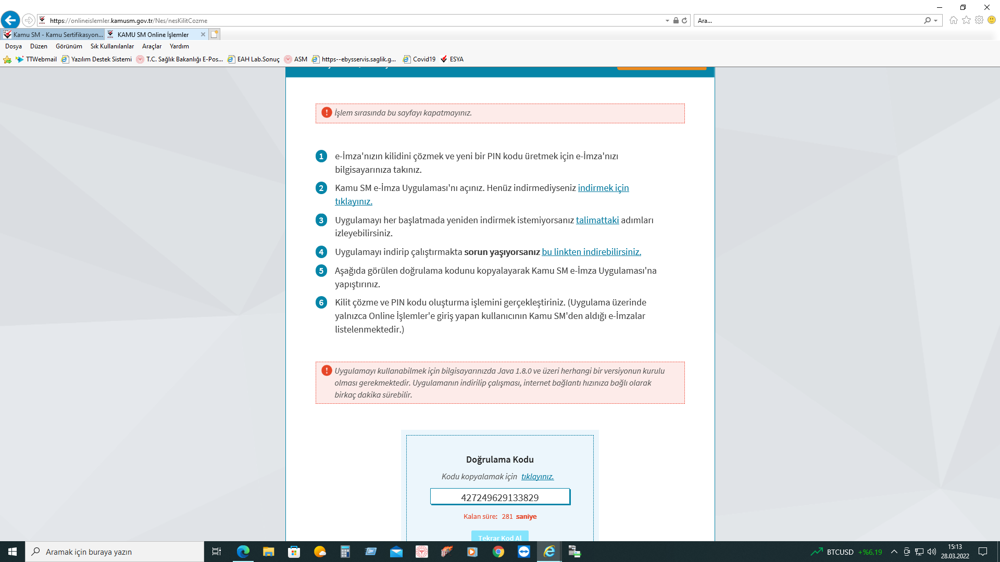 https://onlineislemler.kamusm.gov.tr/Nes/nesKilitCozme
Ara...
Kamu SM - Kamu Sertifikasyon...
KAMU SM Online İşlemler
Dosya Düzen Görünüm Sık Kullanılanlar Araçlar Yardım
TTWebmail Yazılım Destek Sistemi T.C. Sağlık Bakanlığı E-Pos... EAH Lab.Sonuç ASM https--ebysservis.saglik.g... Covid19 ESYA
İşlem sırasında bu sayfayı kapatmayınız.
1 e-İmza'nızın kilidini çözmek ve yeni bir PIN kodu üretmek için e-İmza'nızı
bilgisayarınıza takınız.
2 Kamu SM e-İmza Uygulaması'nı açınız. Henüz indirmediyseniz indirmek için
tıklayınız.
3 Uygulamayı her başlatmada yeniden indirmek istemiyorsanız talimattaki adımları
izleyebilirsiniz.
4 Uygulamayı indirip çalıştırmakta sorun yaşıyorsanız bu linkten indirebilirsiniz.
5 Aşağıda görülen doğrulama kodunu kopyalayarak Kamu SM e-İmza Uygulaması'na
yapıştırınız.
6 Kilit çözme ve PIN kodu oluşturma işlemini gerçekleştiriniz. (Uygulama üzerinde
yalnızca Online İşlemler'e giriş yapan kullanıcının Kamu SM'den aldığı e-İmzalar
listelenmektedir.)
Uygulamayı kullanabilmek için bilgisayarınızda Java 1.8.0 ve üzeri herhangi bir versiyonun kurulu
olması gerekmektedir. Uygulamanın indirilip çalışması, internet bağlantı hızınıza bağlı olarak
birkaç dakika sürebilir.
Doğrulama Kodu
Kodu kopyalamak için tıklayınız.
427249629133829
Kalan süre: 281 saniye
Tekrar Kod Al
Aramak için buraya yazın
BTCUSD +%6,19
15:13
28.03.2022